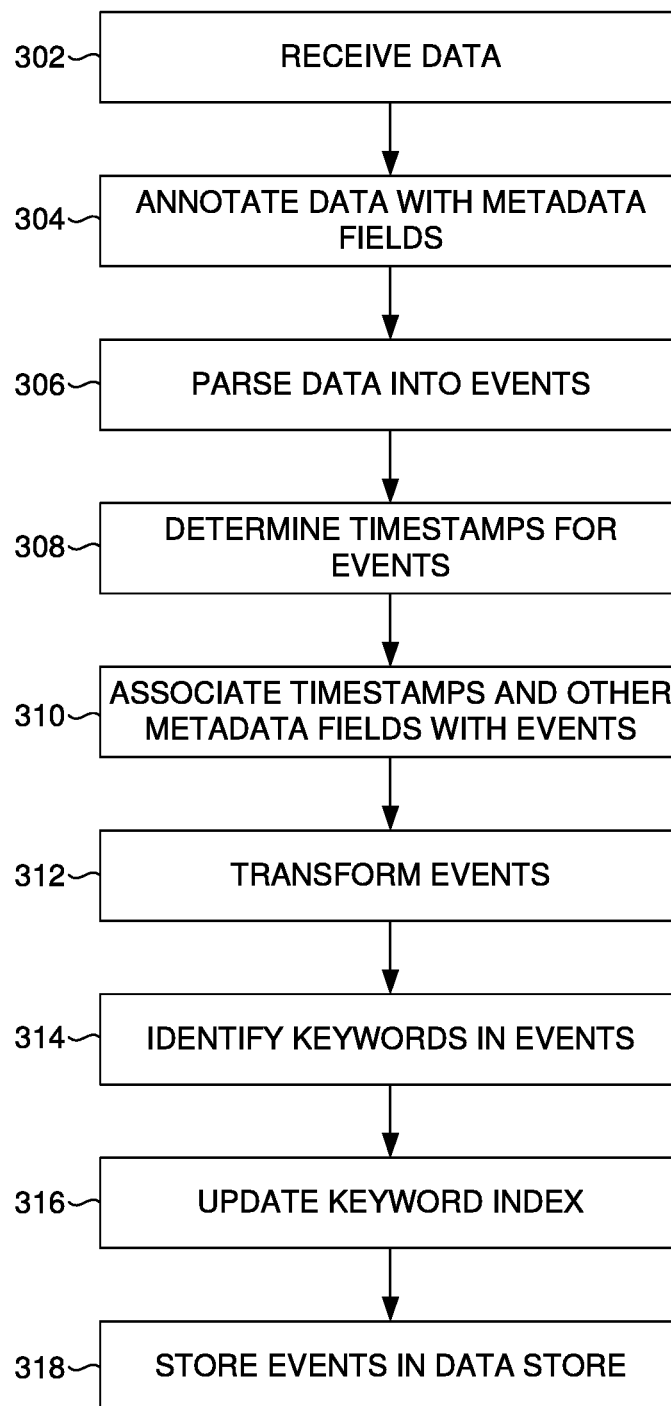 302
RECEIVE DATA
304
ANNOTATE DATA WITH METADATA
FIELDS
306
PARSE DATA INTO EVENTS
308
DETERMINE TIMESTAMPS FOR
EVENTS
310
ASSOCIATE TIMESTAMPS AND OTHER
METADATA FIELDS WITH EVENTS
312
TRANSFORM EVENTS
314
IDENTIFY KEYWORDS IN EVENTS
316
UPDATE KEYWORD INDEX
318
STORE EVENTS IN DATA STORE